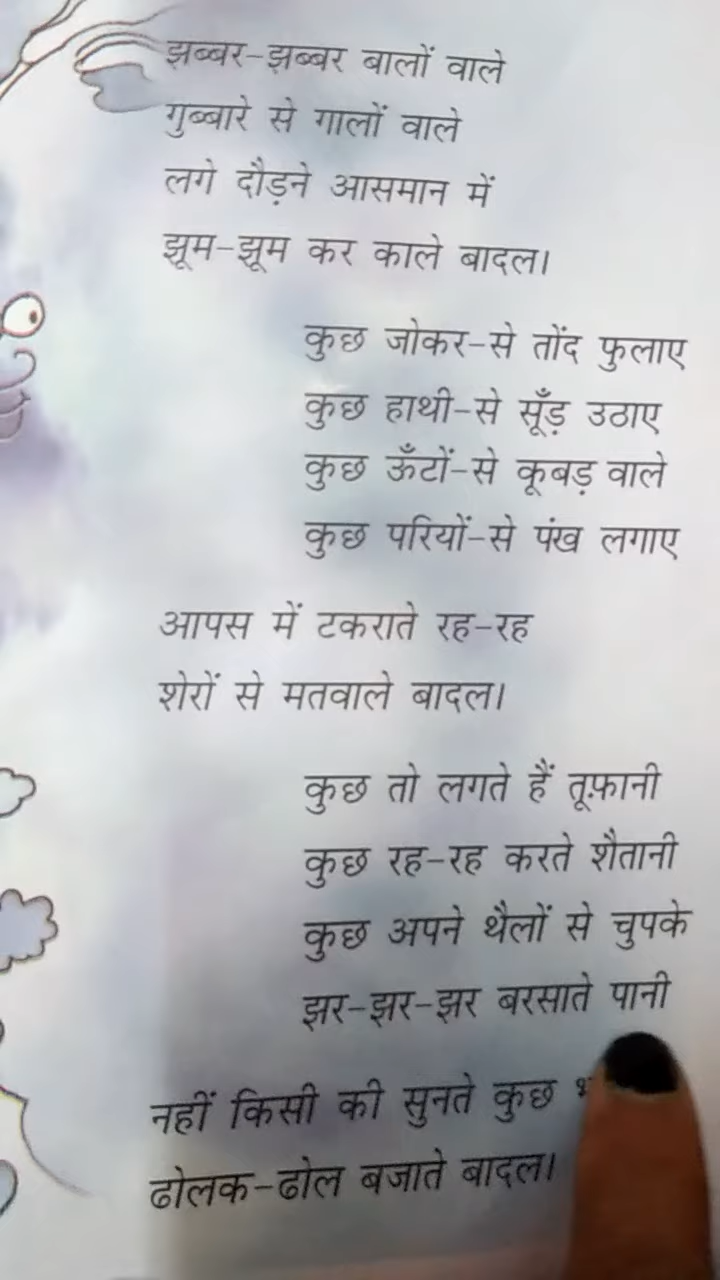 झब्बर-झब्बर बालों वाले
गुब्बारे से गालों वाले
लगे दौड़ने आसमान में
झूम-झूम कर काले बादल।
कुछ जोकर-से तोंद फुलाए
कुछ हाथी-से सूँड़ उठाए
कुछ ऊँटों-से कूबड़ वाले
कुछ परियों-से पंख लगाए
आपस में टकराते रह-रह
शेरों से मतवाले बादल।
कुछ तो लगते हैं तूफ़ानी
कुछ रह-रह करते शैतानी
कुछ अपने थैलों से चुपके
झर-झर-झर बरसाते पानी
नहीं किसी की सुनते कुछ
ढोलक-ढोल बजाते बादल।